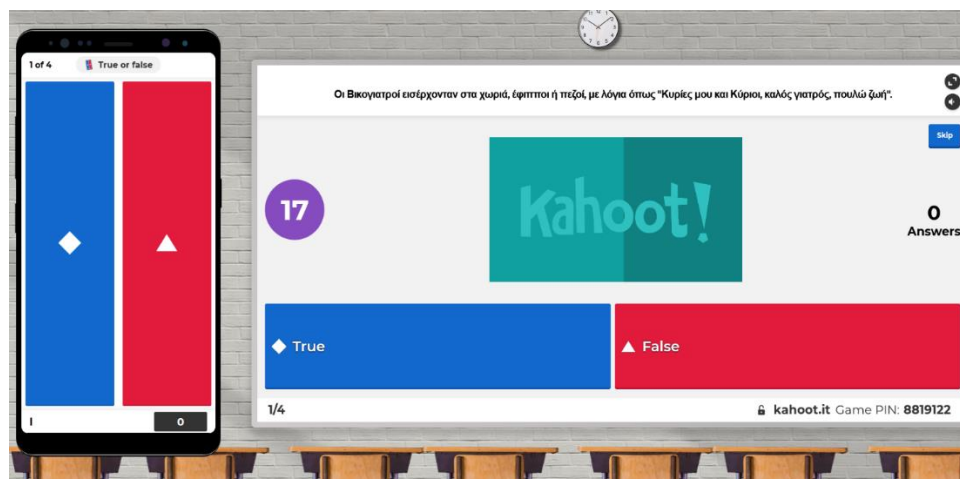 1 of 4
True or false
Οι Βικογιατροί εισέρχονταν στα χωριά, έφιπποι ή πεζοί, με λόγια όπως "Κυρίες μου και Κύριοι, καλός γιατρός, πουλώ ζωή".
Skip
17
Kahoot!
0
Answers
True
False
1/4
kahoot.it Game PIN: 8819122
I
0